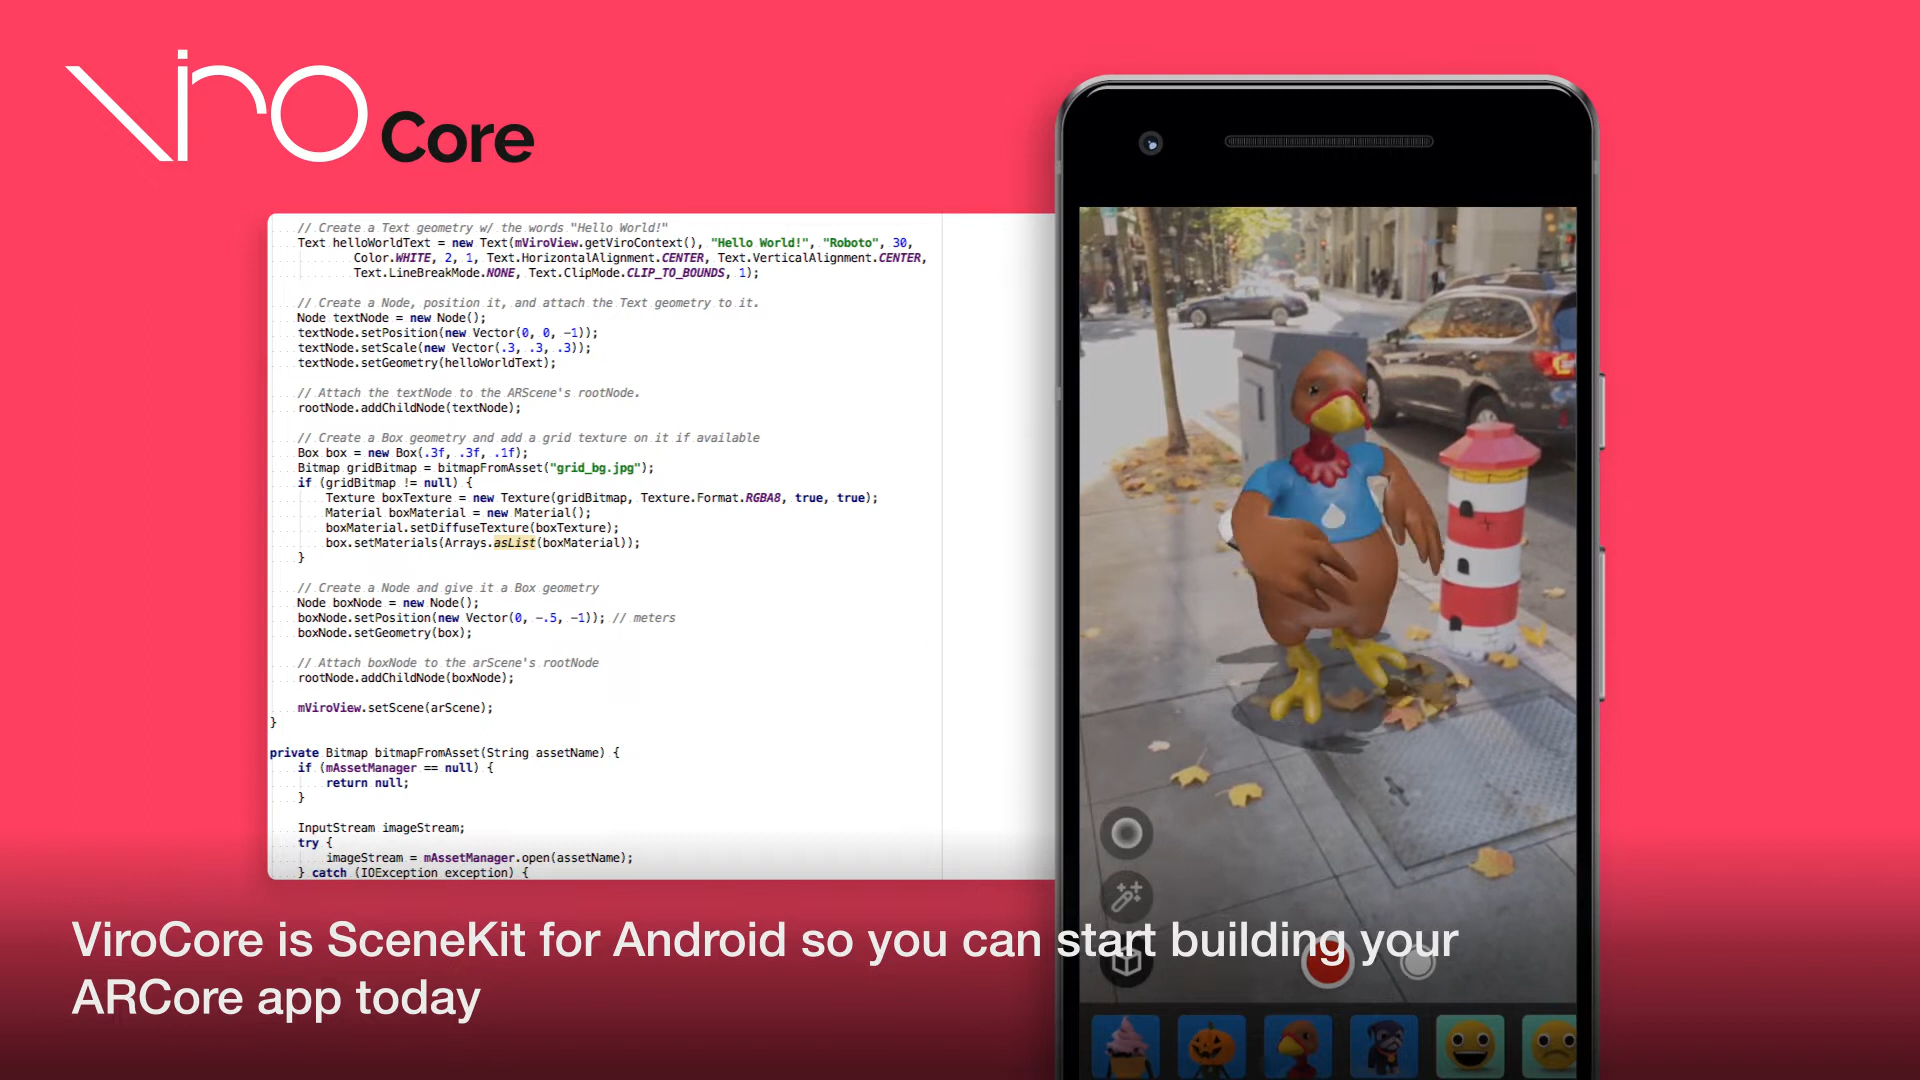 Viro Core
// Create a Text geometry w/ the words "Hello World!"
Text helloWorldText = new Text(mViroView.getViroContext(), "Hello World!", "Roboto", 30,
Color.WHITE, 2, 1, Text.HorizontalAlignment.CENTER, Text.VerticalAlignment.CENTER,
Text.LineBreakMode.NONE, Text.ClipMode.CLIP_TO_BOUNDS, 1);
// Create a Node, position it, and attach the Text geometry to it.
Node textNode = new Node();
textNode.setPosition(new Vector(0, 0, -1));
textNode.setScale(new Vector(.3, .3, .3));
textNode.setGeometry(helloWorldText);
// Attach the textNode to the ARScene's rootNode.
rootNode.addChildNode(textNode);
// Create a Box geometry and add a grid texture on it if available
Box box = new Box(.3f, .3f, .1f);
Bitmap gridBitmap = bitmapFromAsset("grid_bg.jpg");
if (gridBitmap != null) {
Texture boxTexture = new Texture(gridBitmap, Texture.Format.RGBA8, true, true);
Material boxMaterial = new Material();
boxMaterial.setDiffuseTexture(boxTexture);
box.setMaterials(Arrays.asList(boxMaterial));
}
// Create a Node and give it a Box geometry
Node boxNode = new Node();
boxNode.setPosition(new Vector(0, -.5, -1)); // meters
boxNode.setGeometry(box);
// Attach boxNode to the arScene's rootNode
rootNode.addChildNode(boxNode);
mViroView.setScene(arScene);
}
private Bitmap bitmapFromAsset(String assetName) {
if (mAssetManager == null) {
return null;
}
InputStream imageStream;
try {
imageStream = mAssetManager.open(assetName);
} catch (IOException exception) {
ViroCore is SceneKit for Android so you can start building your
ARCore app today